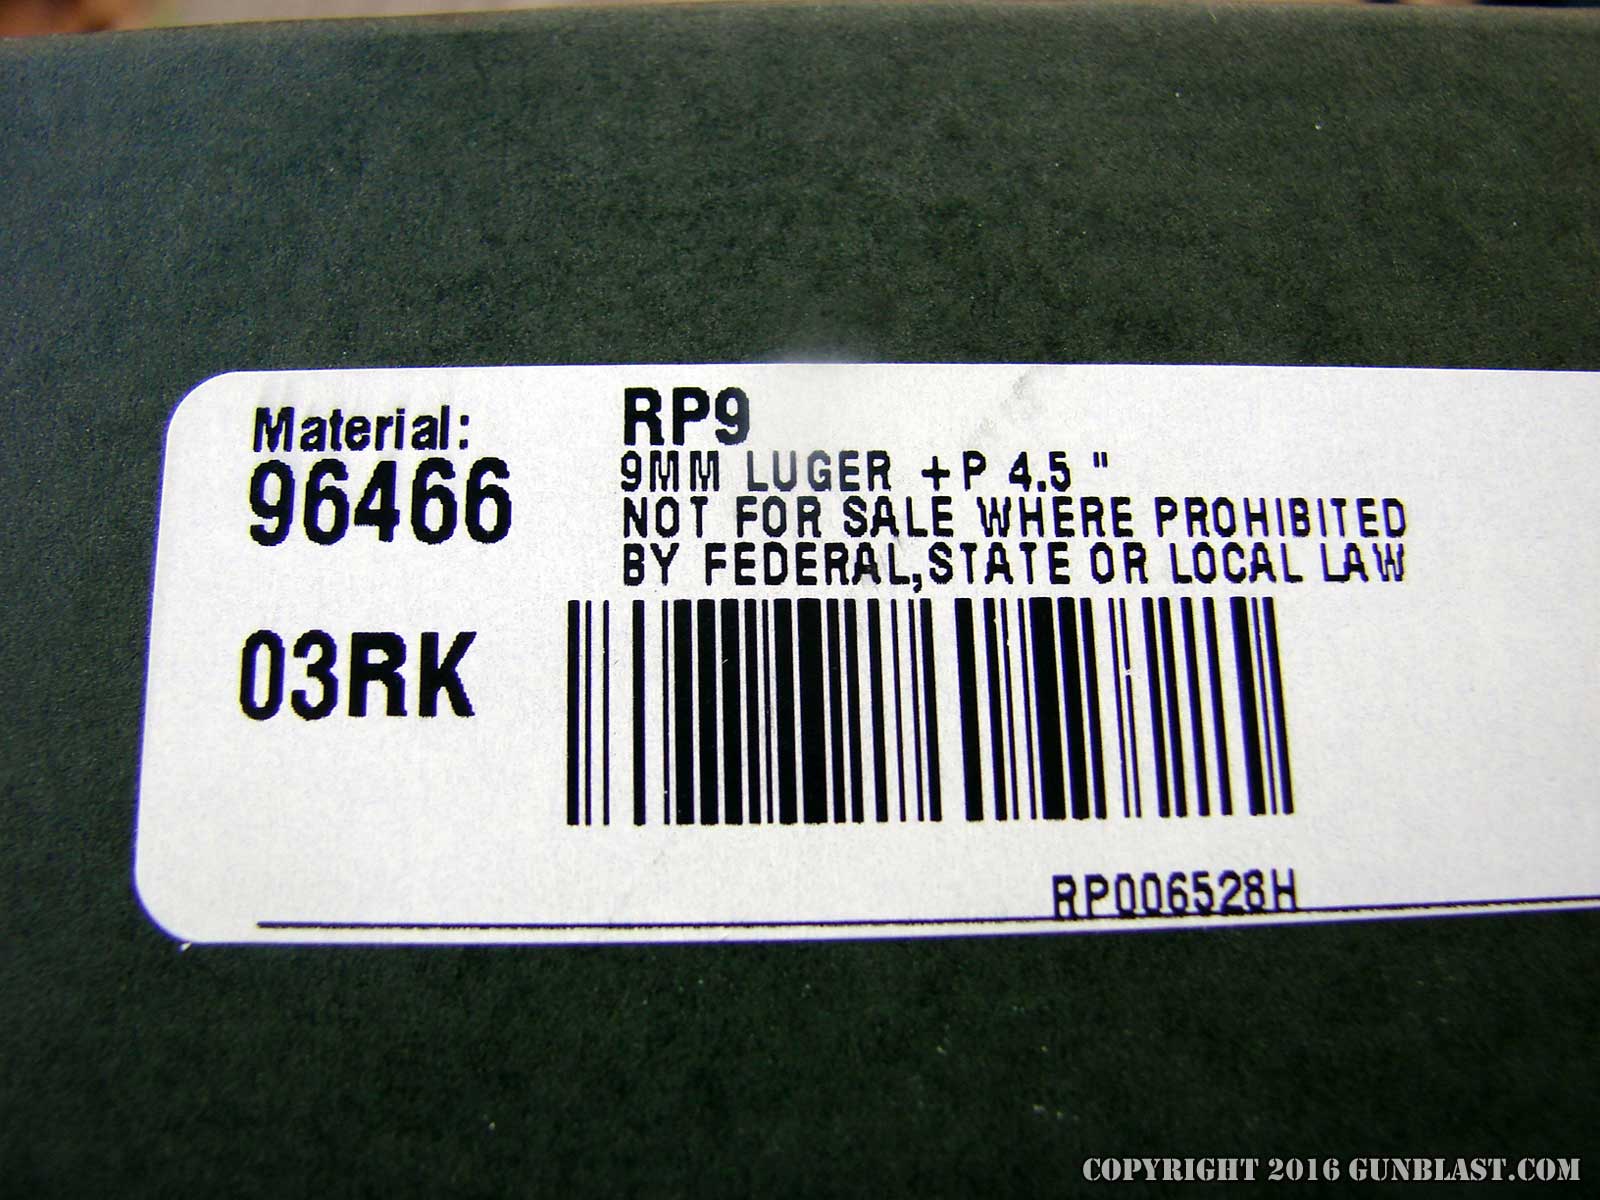 Material:
96466
03RK
RP9
9MM LUGER +P 4.5 "
NOT FOR SALE WHERE PROHIBITED
BY FEDERAL,STATE OR LOCAL LAW
RP006528H
COPYRIGHT 2016 GUNBLAST.COM